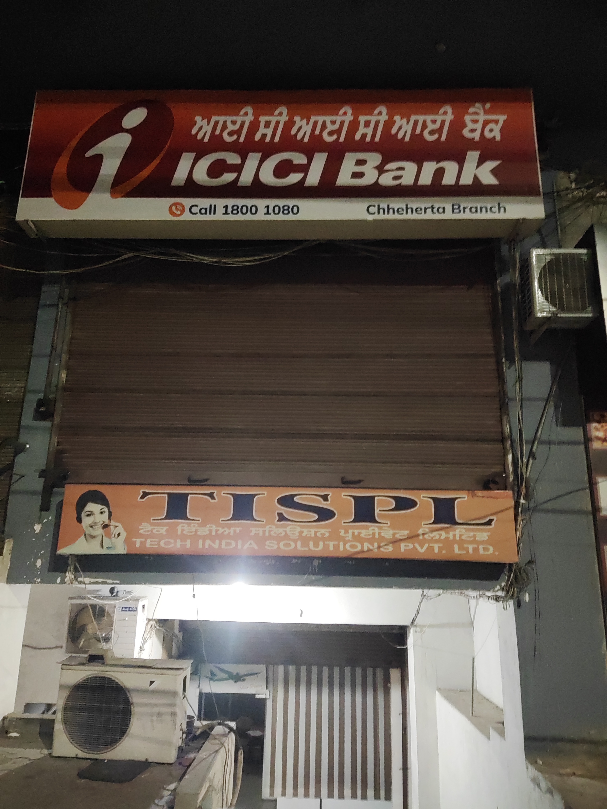 ਆਈ ਸੀ ਆਈ ਸੀ ਆਈ ਬੈਂਕ
ICICI Bank
Call 1800 1080 Chheherta Branch
TISPL
ਟੈਕ ਇੰਡੀਆ ਸਲਿਊਸ਼ਨ ਪ੍ਰਾਈਵੇਟ ਲਿਮਟਿਡ
TECH INDIA SOLUTIONS PVT. LTD.